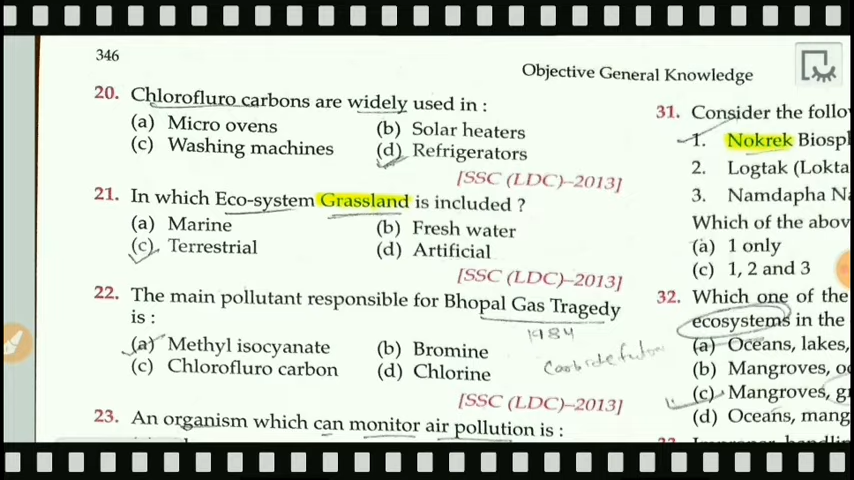 346
Objective General Knowledge
20. Chlorofluro carbons are widely used in :
(a) Micro ovens
(b) Solar heaters
(c) Washing machines
(d) Refrigerators
[SSC (LDC)–2013]
21. In which Eco-system Grassland is included ?
(a) Marine
(b) Fresh water
(c) Terrestrial
(d) Artificial
[SSC (LDC)–2013]
22. The main pollutant responsible for Bhopal Gas Tragedy
is :
1984
(a) Methyl isocyanate
(b) Bromine
(c) Chlorofluro carbon
(d) Chlorine
[SSC (LDC)–2013]
23. An organism which can monitor air pollution is :
31. Consider the follo
1. Nokrek Biosp
2. Logtak (Lokta
3. Namdapha Na
Which of the abov
(a) 1 only
(c) 1, 2 and 3
32. Which one of the
ecosystems in the
(a) Oceans, lakes,
(b) Mangroves, o
(c) Mangroves, g
(d) Oceans, mang